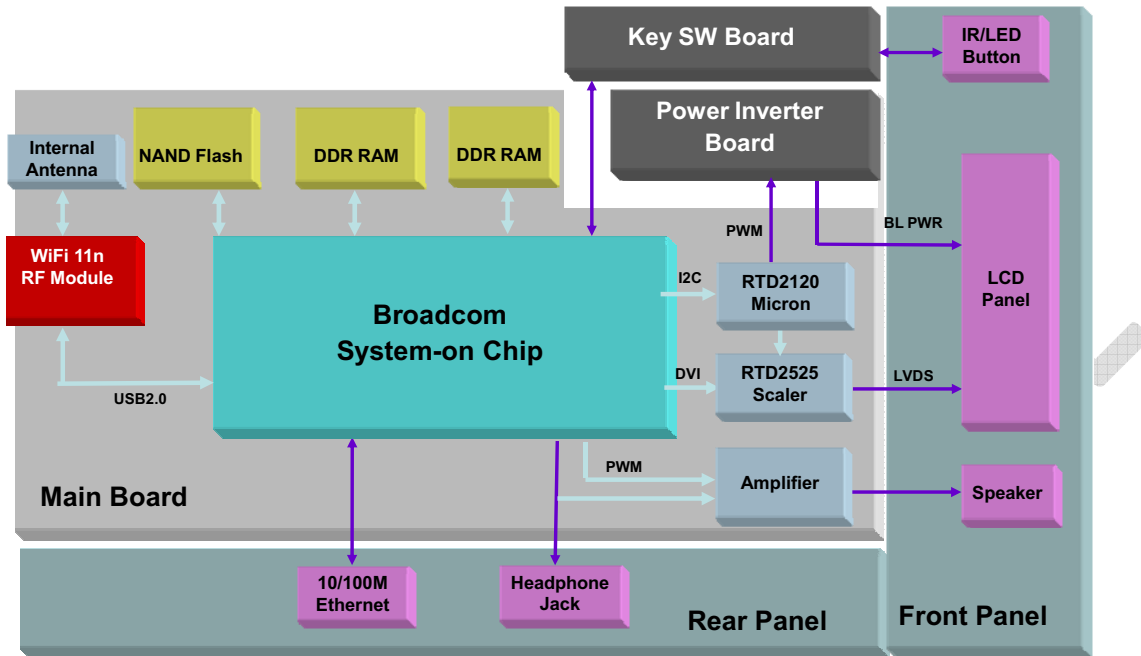 Key SW Board
IR/LED
Button
Power Inverter
Board
Internal
Antenna
NAND Flash
DDR RAM
DDR RAM
PWM
BL PWR
WiFi 11n
RF Module
I2C
RTD2120
Micron
LCD
Panel
Broadcom
System-on Chip
DVI
RTD2525
Scaler
LVDS
USB2.0
PWM
Amplifier
Speaker
Main Board
10/100M
Ethernet
Headphone
Jack
Rear Panel
Front Panel